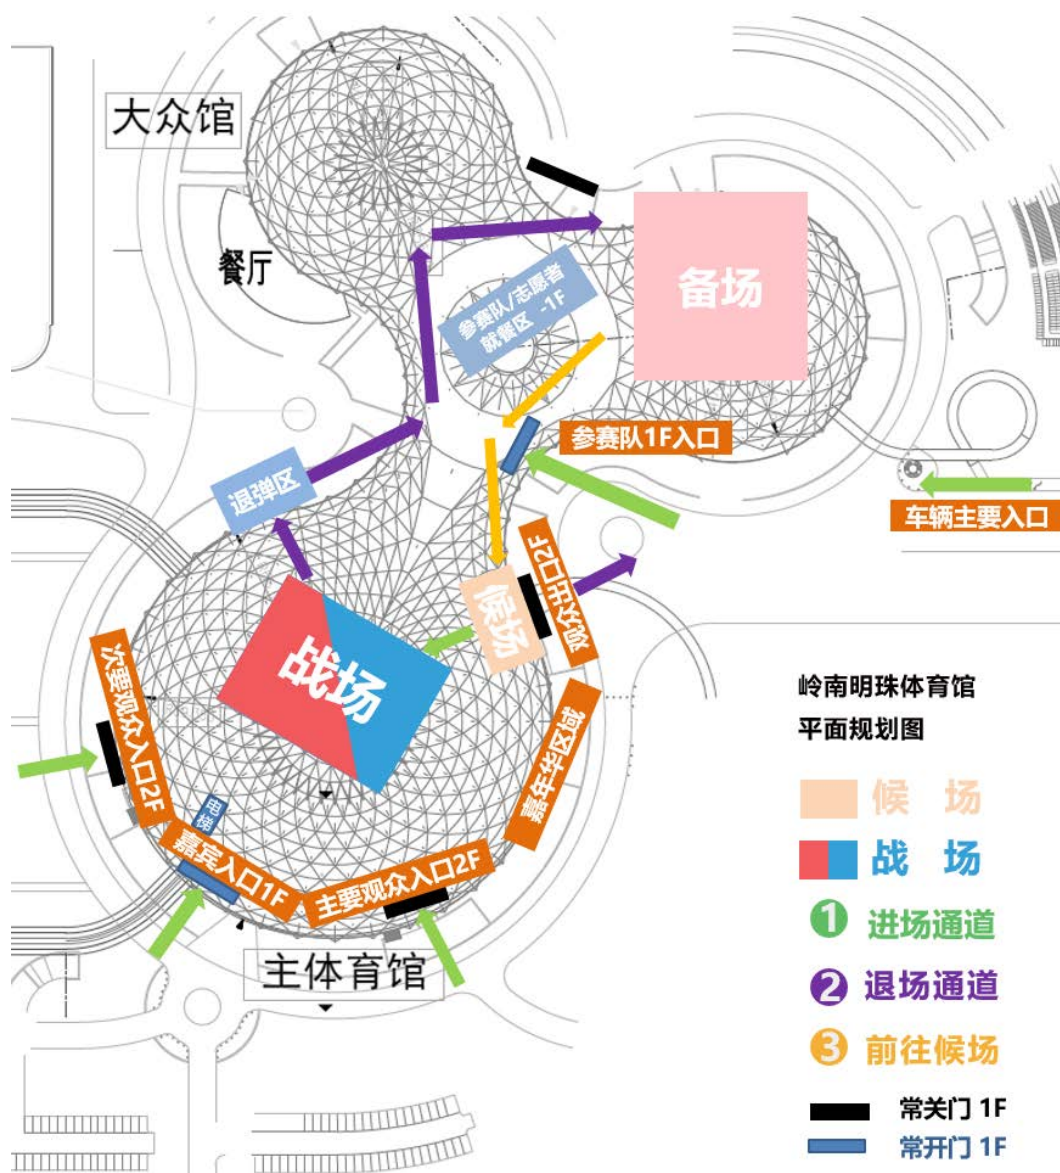 大众馆
餐厅
备场
参赛队/志愿者
就餐区 -1F
参赛队1F入口
车辆主要入口
退弹区
候场
观众出口2F
战场
次要观众入口2F
电梯
嘉宾入口1F
主要观众入口2F
嘉年华区域
主体育馆
岭南明珠体育馆
平面规划图
候 场
战 场
1 进场通道
2 退场通道
3 前往候场
常关门 1F
常开门 1F